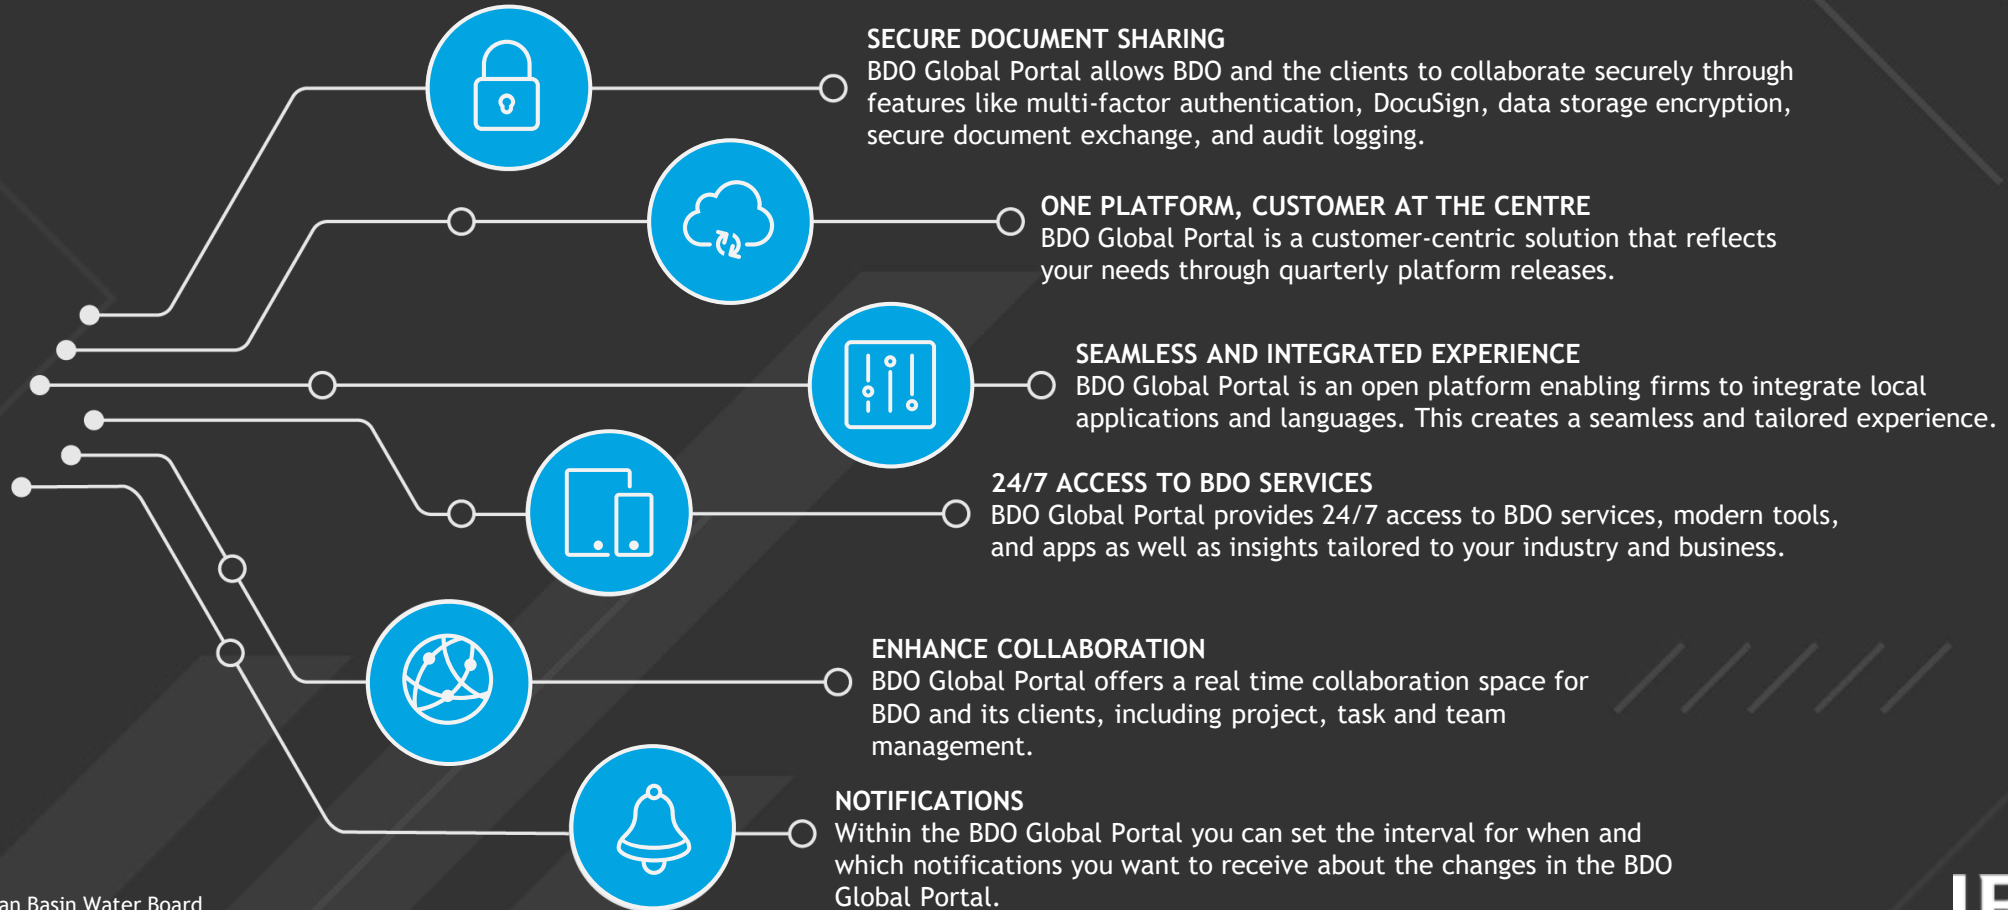 SECURE DOCUMENT SHARING
BDO Global Portal allows BDO and the clients to collaborate securely through
features like multi-factor authentication, DocuSign, data storage encryption,
secure document exchange, and audit logging.
ONE PLATFORM, CUSTOMER AT THE CENTRE
BDO Global Portal is a customer-centric solution that reflects
your needs through quarterly platform releases.
SEAMLESS AND INTEGRATED EXPERIENCE
BDO Global Portal is an open platform enabling firms to integrate local
applications and languages. This creates a seamless and tailored experience.
24/7 ACCESS TO BDO SERVICES
BDO Global Portal provides 24/7 access to BDO services, modern tools,
and apps as well as insights tailored to your industry and business.
ENHANCE COLLABORATION
BDO Global Portal offers a real time collaboration space for
BDO and its clients, including project, task and team
management.
NOTIFICATIONS
Within the BDO Global Portal you can set the interval for when and
which notifications you want to receive about the changes in the BDO
Global Portal.
Basin Water Board